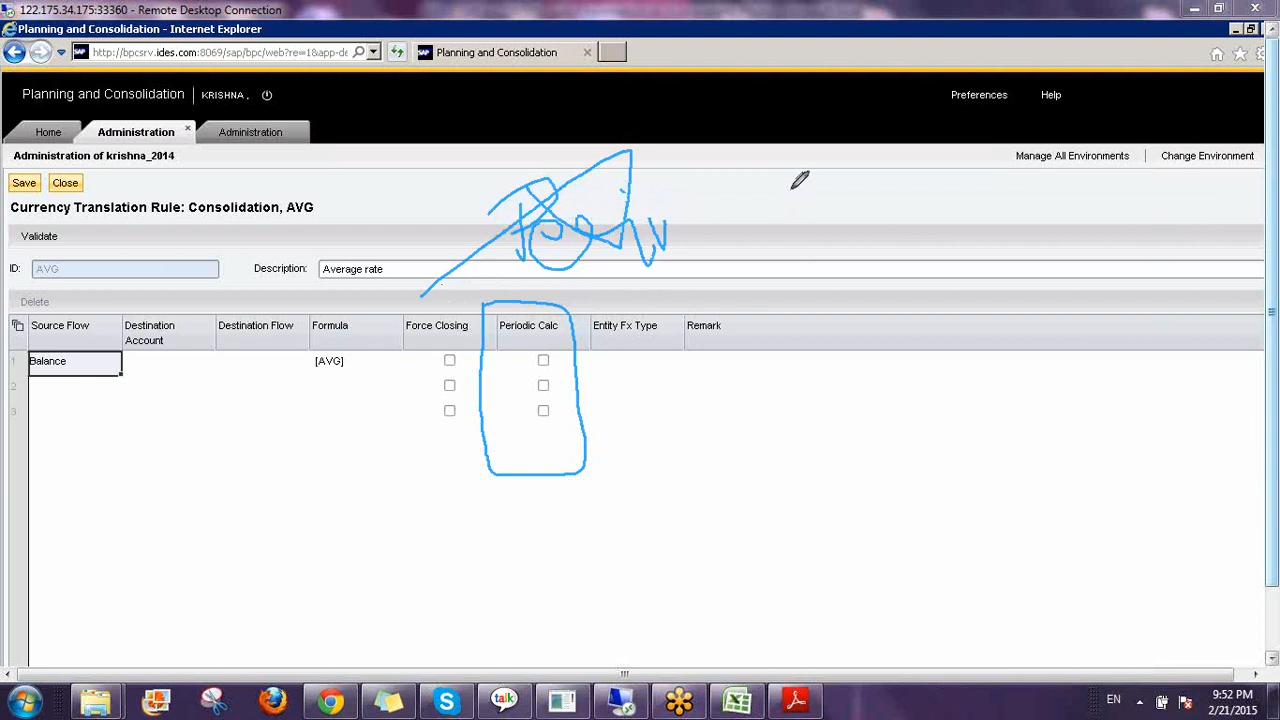 122.175.34.175:33360 - Remote Desktop Connection
Planning and Consolidation - Internet Explorer
http://bpcsrv.ides.com:8069/sap/bpc/web?re=1&app-de
SAP
Planning and Consolidation
Planning and Consolidation
KRISHNA .
Preferences
Help
Home
Administration
Administration
Administration of krishna_2014
Manage All Environments
Change Environment
Save
Close
Currency Translation Rule: Consolidation, AVG
Validate
ID:
AVG
Description:
Average rate
Delete
Source Flow
Destination Account
Destination Flow
Formula
Force Closing
Periodic Calc
Entity Fx Type
Remark
1
Balance
[AVG]
2
3
talk
EN
9:52 PM
2/21/2015